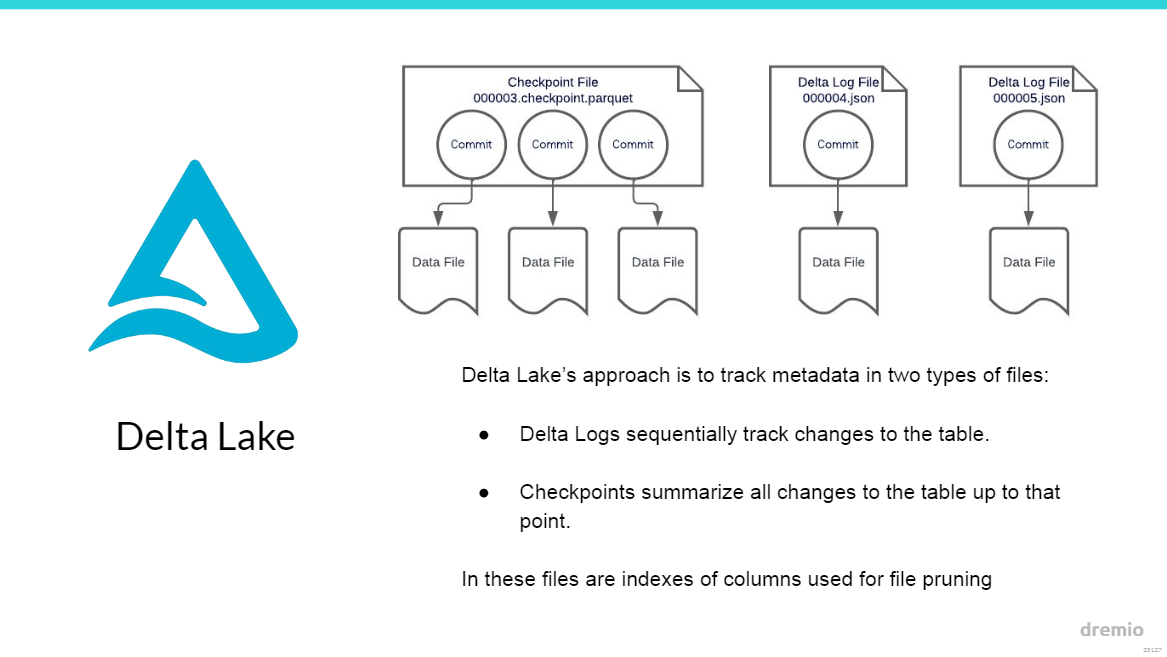 Checkpoint File
000003.checkpoint.parquet
Commit
Commit
Commit
Data File
Data File
Data File
Delta Log File
000004.json
Commit
Data File
Delta Log File
000005.json
Commit
Data File
Delta Lake
Delta Lake’s approach is to track metadata in two types of files:
● Delta Logs sequentially track changes to the table.
● Checkpoints summarize all changes to the table up to that
point.
In these files are indexes of columns used for file pruning
dremio